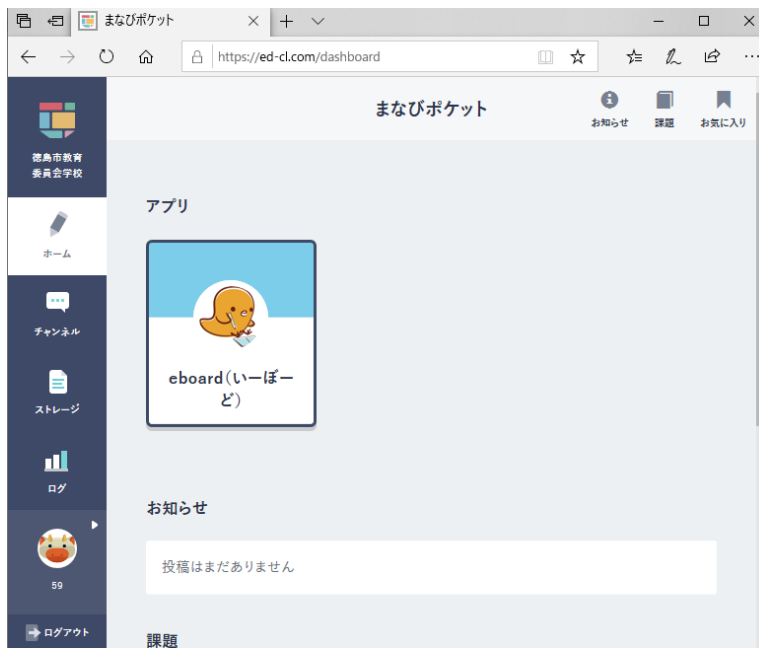 まなびポケット
https://ed-cl.com/dashboard
まなびポケット
お知らせ
課題
お気に入り
徳島市教育
委員会学校
ホーム
チャンネル
ストレージ
ログ
59
ログアウト
アプリ
eboard(いーぼー
ど)
お知らせ
投稿はまだありません
課題